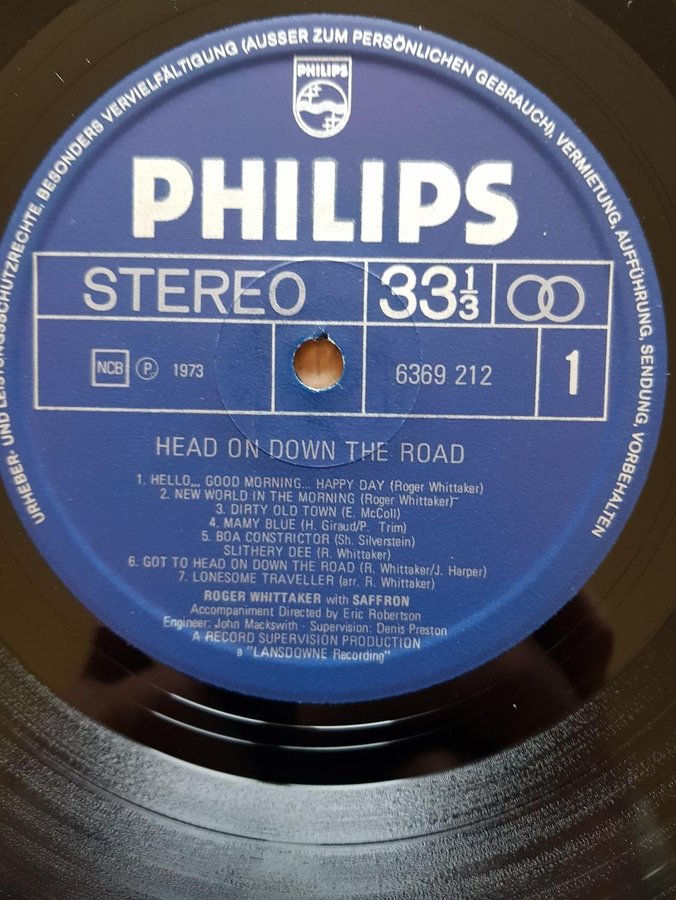 URHEBER- UND LEISTUNGSSCHUTZRECHTE, BESONDERS VERVIELFÄLTIGUNG (AUSSER ZUM PERSÖNLICHEN GEBRAUCH), VERMIETUNG, AUFFÜHRUNG, SENDUNG, VORBEHALTEN
PHILIPS
PHILIPS
STEREO 33 1/3
NCB Ⓟ 1973 6369 212 1
HEAD ON DOWN THE ROAD
1. HELLO,,, GOOD MORNING... HAPPY DAY (Roger Whittaker)
2. NEW WORLD IN THE MORNING (Roger Whittaker)
3. DIRTY OLD TOWN (E. McColl)
4. MAMY BLUE (H. Giraud/P. Trim)
5. BOA CONSTRICTOR (Sh. Silverstein)
SLITHERY DEE (R. Whittaker)
6. GOT TO HEAD ON DOWN THE ROAD (R. Whittaker/J. Harper)
7. LONESOME TRAVELLER (arr. R. Whittaker)
ROGER WHITTAKER with SAFFRON
Accompaniment Directed by Eric Robertson
Engineer: John Mackswith - Supervision: Denis Preston
A RECORD SUPERVISION PRODUCTION
a "LANSDOWNE Recording"